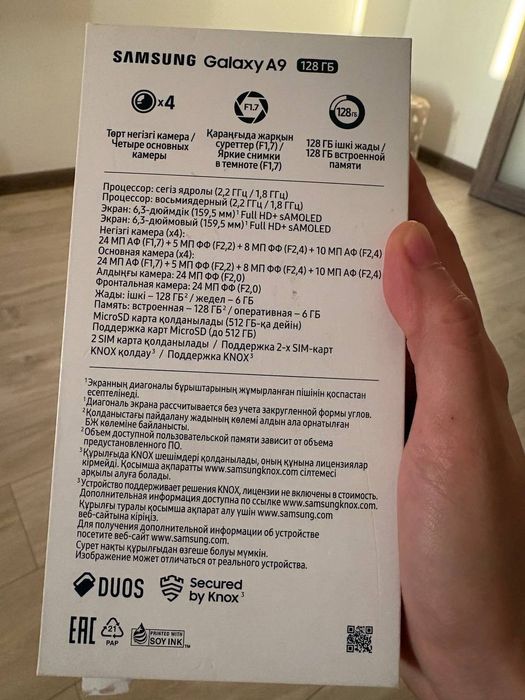 SAMSUNG Galaxy A9 128 ГБ
x4
F1.7
128ГБ
Төрт негізгі камера /
Четыре основных
камеры
Қараңғыда жарқын
суреттер (F1,7) /
Яркие снимки
в темноте (F1,7)
128 ГБ ішкі жады /
128 ГБ встроенной
памяти
Процессор: сегіз ядролы (2,2 ГГц / 1,8 ГГц)
Процессор: восьмиядерный (2,2 ГГц / 1,8 ГГц)
Экран: 6,3-дюймдік (159,5 мм)¹ Full HD+ sAMOLED
Экран: 6,3-дюймовый (159,5 мм)¹ Full HD+ sAMOLED
Негізгі камера (x4):
24 МП АФ (F1,7) + 5 МП ФФ (F2,2) + 8 МП ФФ (F2,4) + 10 МП АФ (F2,4)
Основная камера (x4):
24 МП АФ (F1,7) + 5 МП ФФ (F2,2) + 8 МП ФФ (F2,4) + 10 МП АФ (F2,4)
Алдыңғы камера: 24 МП ФФ (F2,0)
Фронтальная камера: 24 МП ФФ (F2,0)
Жады: ішкі – 128 ГБ² / жедел – 6 ГБ
Память: встроенная – 128 ГБ² / оперативная – 6 ГБ
MicroSD карта қолданылады (512 ГБ-қа дейін)
Поддержка карт MicroSD (до 512 ГБ)
2 SIM карта қолданылады / Поддержка 2-х SIM-карт
KNOX қолдау³ / Поддержка KNOX³
¹Экранның диагоналы бұрыштарының жұмырланған пішінін қоспастан
есептелінеді.
¹Диагональ экрана рассчитывается без учета закругленной формы углов.
²Қолданыстағы пайдалану жадының көлемі алдын ала орнатылған
БЖ көлеміне байланысты.
²Объем доступной пользовательской памяти зависит от объема
предустановленного ПО.
³Құрылғыда KNOX шешімдері қолданылады, оның құнына лицензиялар
кірмейді. Қосымша ақпаратты www.samsungknox.com сілтемесі
арқылы алуға болады.
³Устройство поддерживает решения KNOX, лицензии не включены в стоимость.
Дополнительная информация доступна по ссылке www.samsungknox.com.
Құрылғы туралы қосымша ақпарат алу үшін www.samsung.com
веб-сайтына кіріңіз.
Для получения дополнительной информации об устройстве
посетите веб-сайт www.samsung.com.
Сурет нақты құрылғыдан өзгеше болуы мүмкін.
Изображение может отличаться от реального устройства.
DUOS
Secured
by Knox³
EAC
21
PAP
PRINTED WITH
SOY INK™